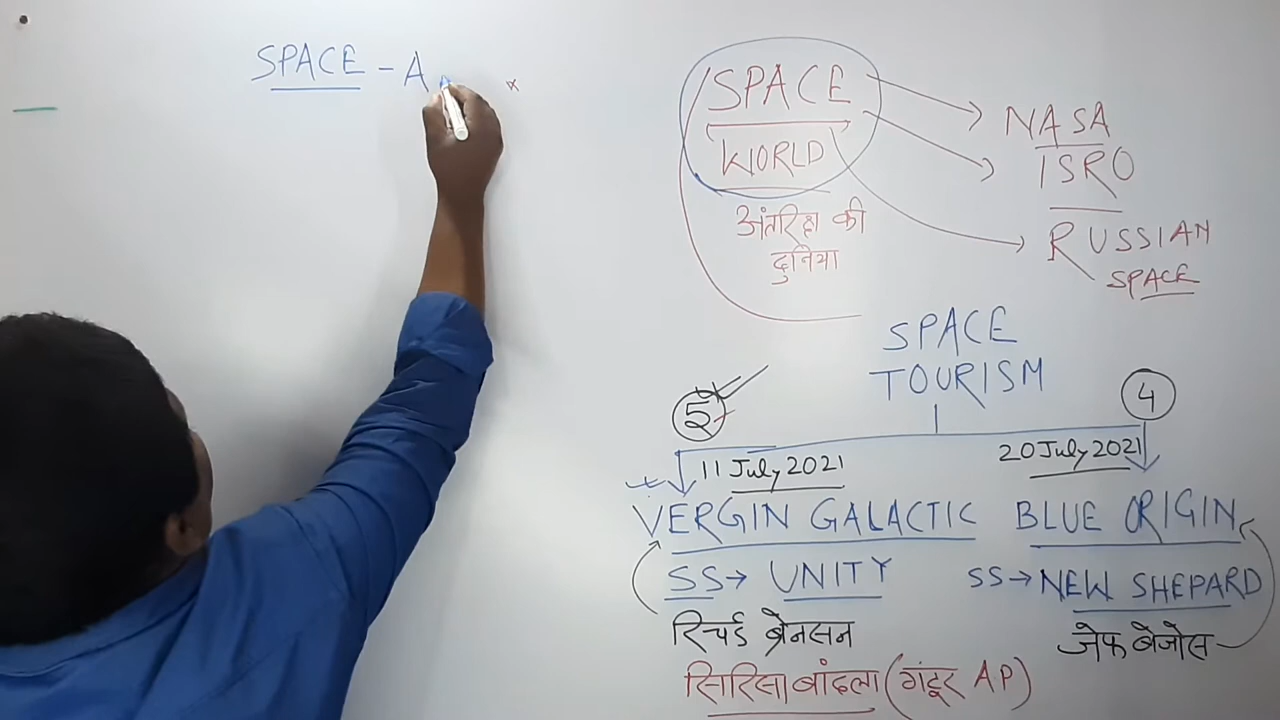 SPACE - A
SPACE
WORLD
अंतरिक्ष की
दुनिया
NASA
ISRO
RUSSIAN
SPACE
SPACE
TOURISM
5
4
11 July 2021
20 July 2021
VERGIN GALACTIC
BLUE ORIGIN
SS → UNITY
SS → NEW SHEPARD
रिचर्ड ब्रेनसन
जेफ बेजोस
सिरिसा बांदला (गंटूर AP)